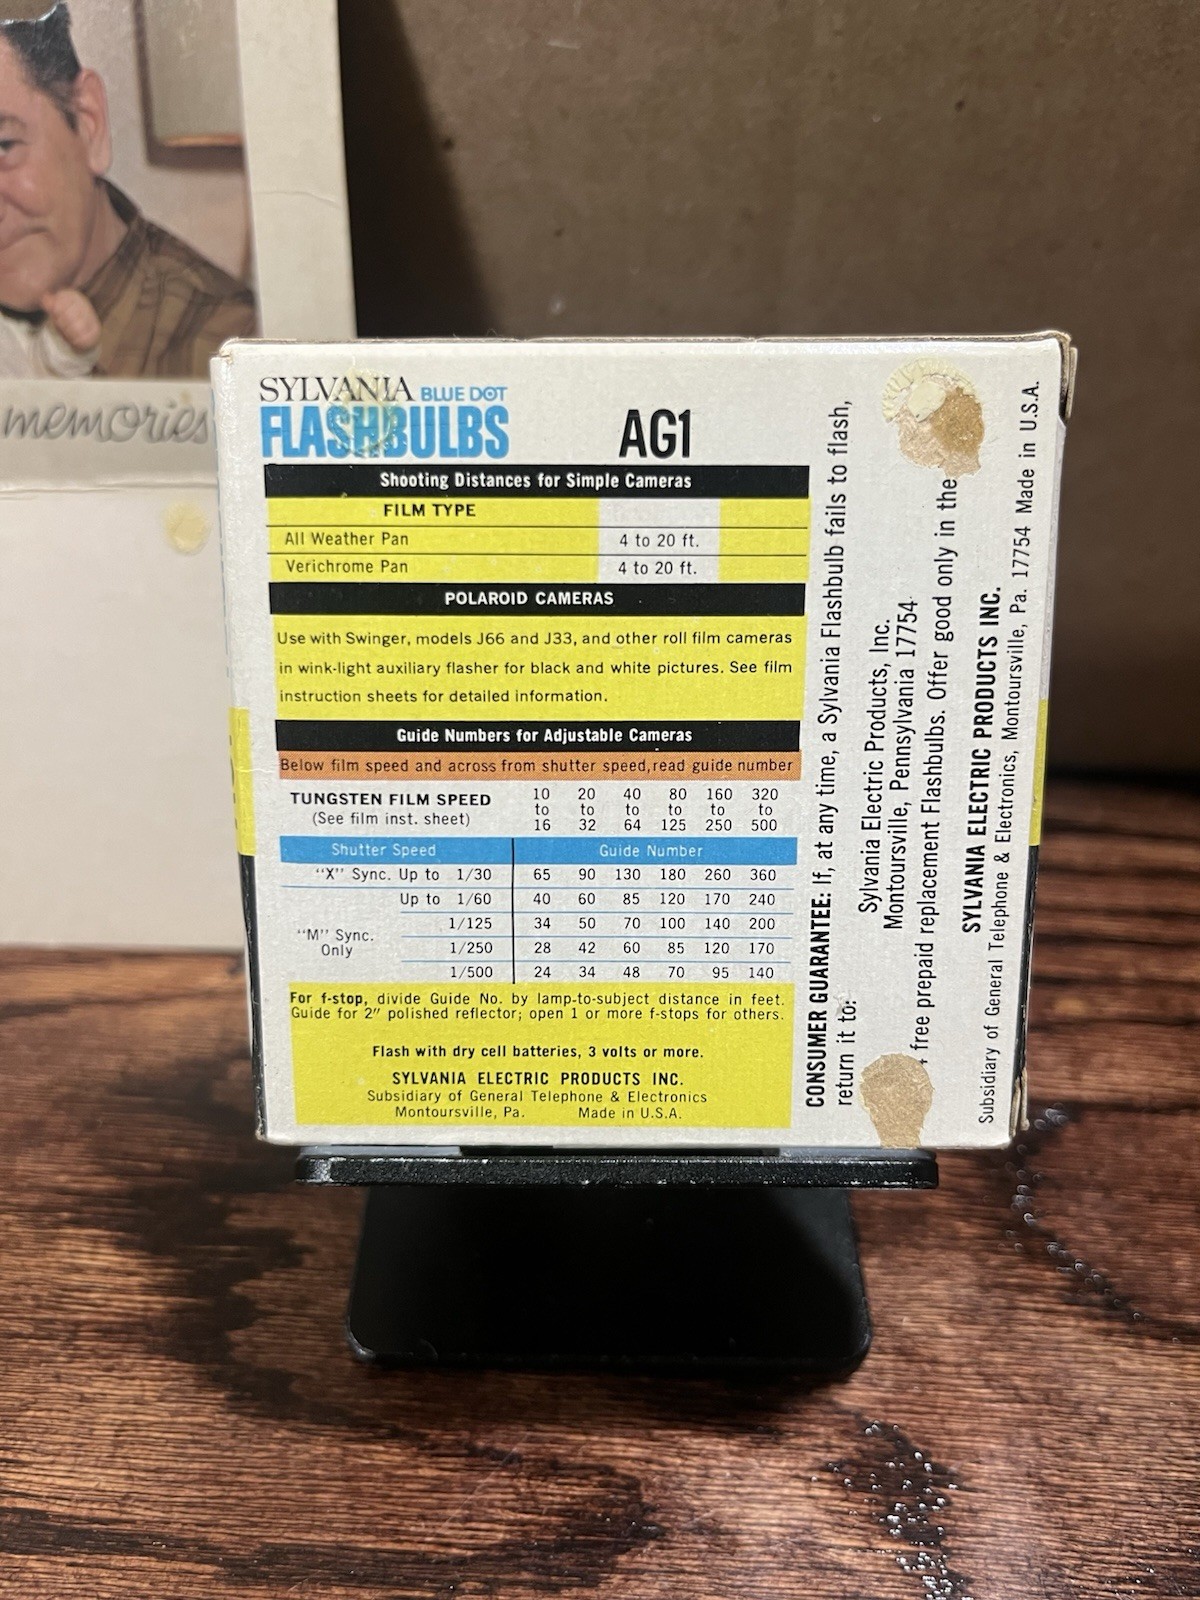 memories
SYLVANIA BLUE DOT
FLASHBULBS
AG1
Shooting Distances for Simple Cameras
FILM TYPE
All Weather Pan 4 to 20 ft.
Verichrome Pan 4 to 20 ft.
POLAROID CAMERAS
Use with Swinger, models J66 and J33, and other roll film cameras
in wink-light auxiliary flasher for black and white pictures. See film
instruction sheets for detailed information.
Guide Numbers for Adjustable Cameras
Below film speed and across from shutter speed, read guide number
TUNGSTEN FILM SPEED 10 20 40 80 160 320
(See film inst. sheet) to to to to to to
16 32 64 125 250 500
Shutter Speed Guide Number
"X" Sync. Up to 1/30 65 90 130 180 260 360
Up to 1/60 40 60 85 120 170 240
1/125 34 50 70 100 140 200
"M" Sync.
Only
1/250 28 42 60 85 120 170
1/500 24 34 48 70 95 140
For f-stop, divide Guide No. by lamp-to-subject distance in feet.
Guide for 2" polished reflector; open 1 or more f-stops for others.
Flash with dry cell batteries, 3 volts or more.
SYLVANIA ELECTRIC PRODUCTS INC.
Subsidiary of General Telephone & Electronics
Montoursville, Pa. Made in U.S.A.
CONSUMER GUARANTEE: If, at any time, a Sylvania Flashbulb fails to flash,
return it to:
Sylvania Electric Products, Inc.
Montoursville, Pennsylvania 17754
free prepaid replacement Flashbulbs. Offer good only in the
SYLVANIA ELECTRIC PRODUCTS INC.
Subsidiary of General Telephone & Electronics, Montoursville, Pa. 17754 Made in U.S.A.